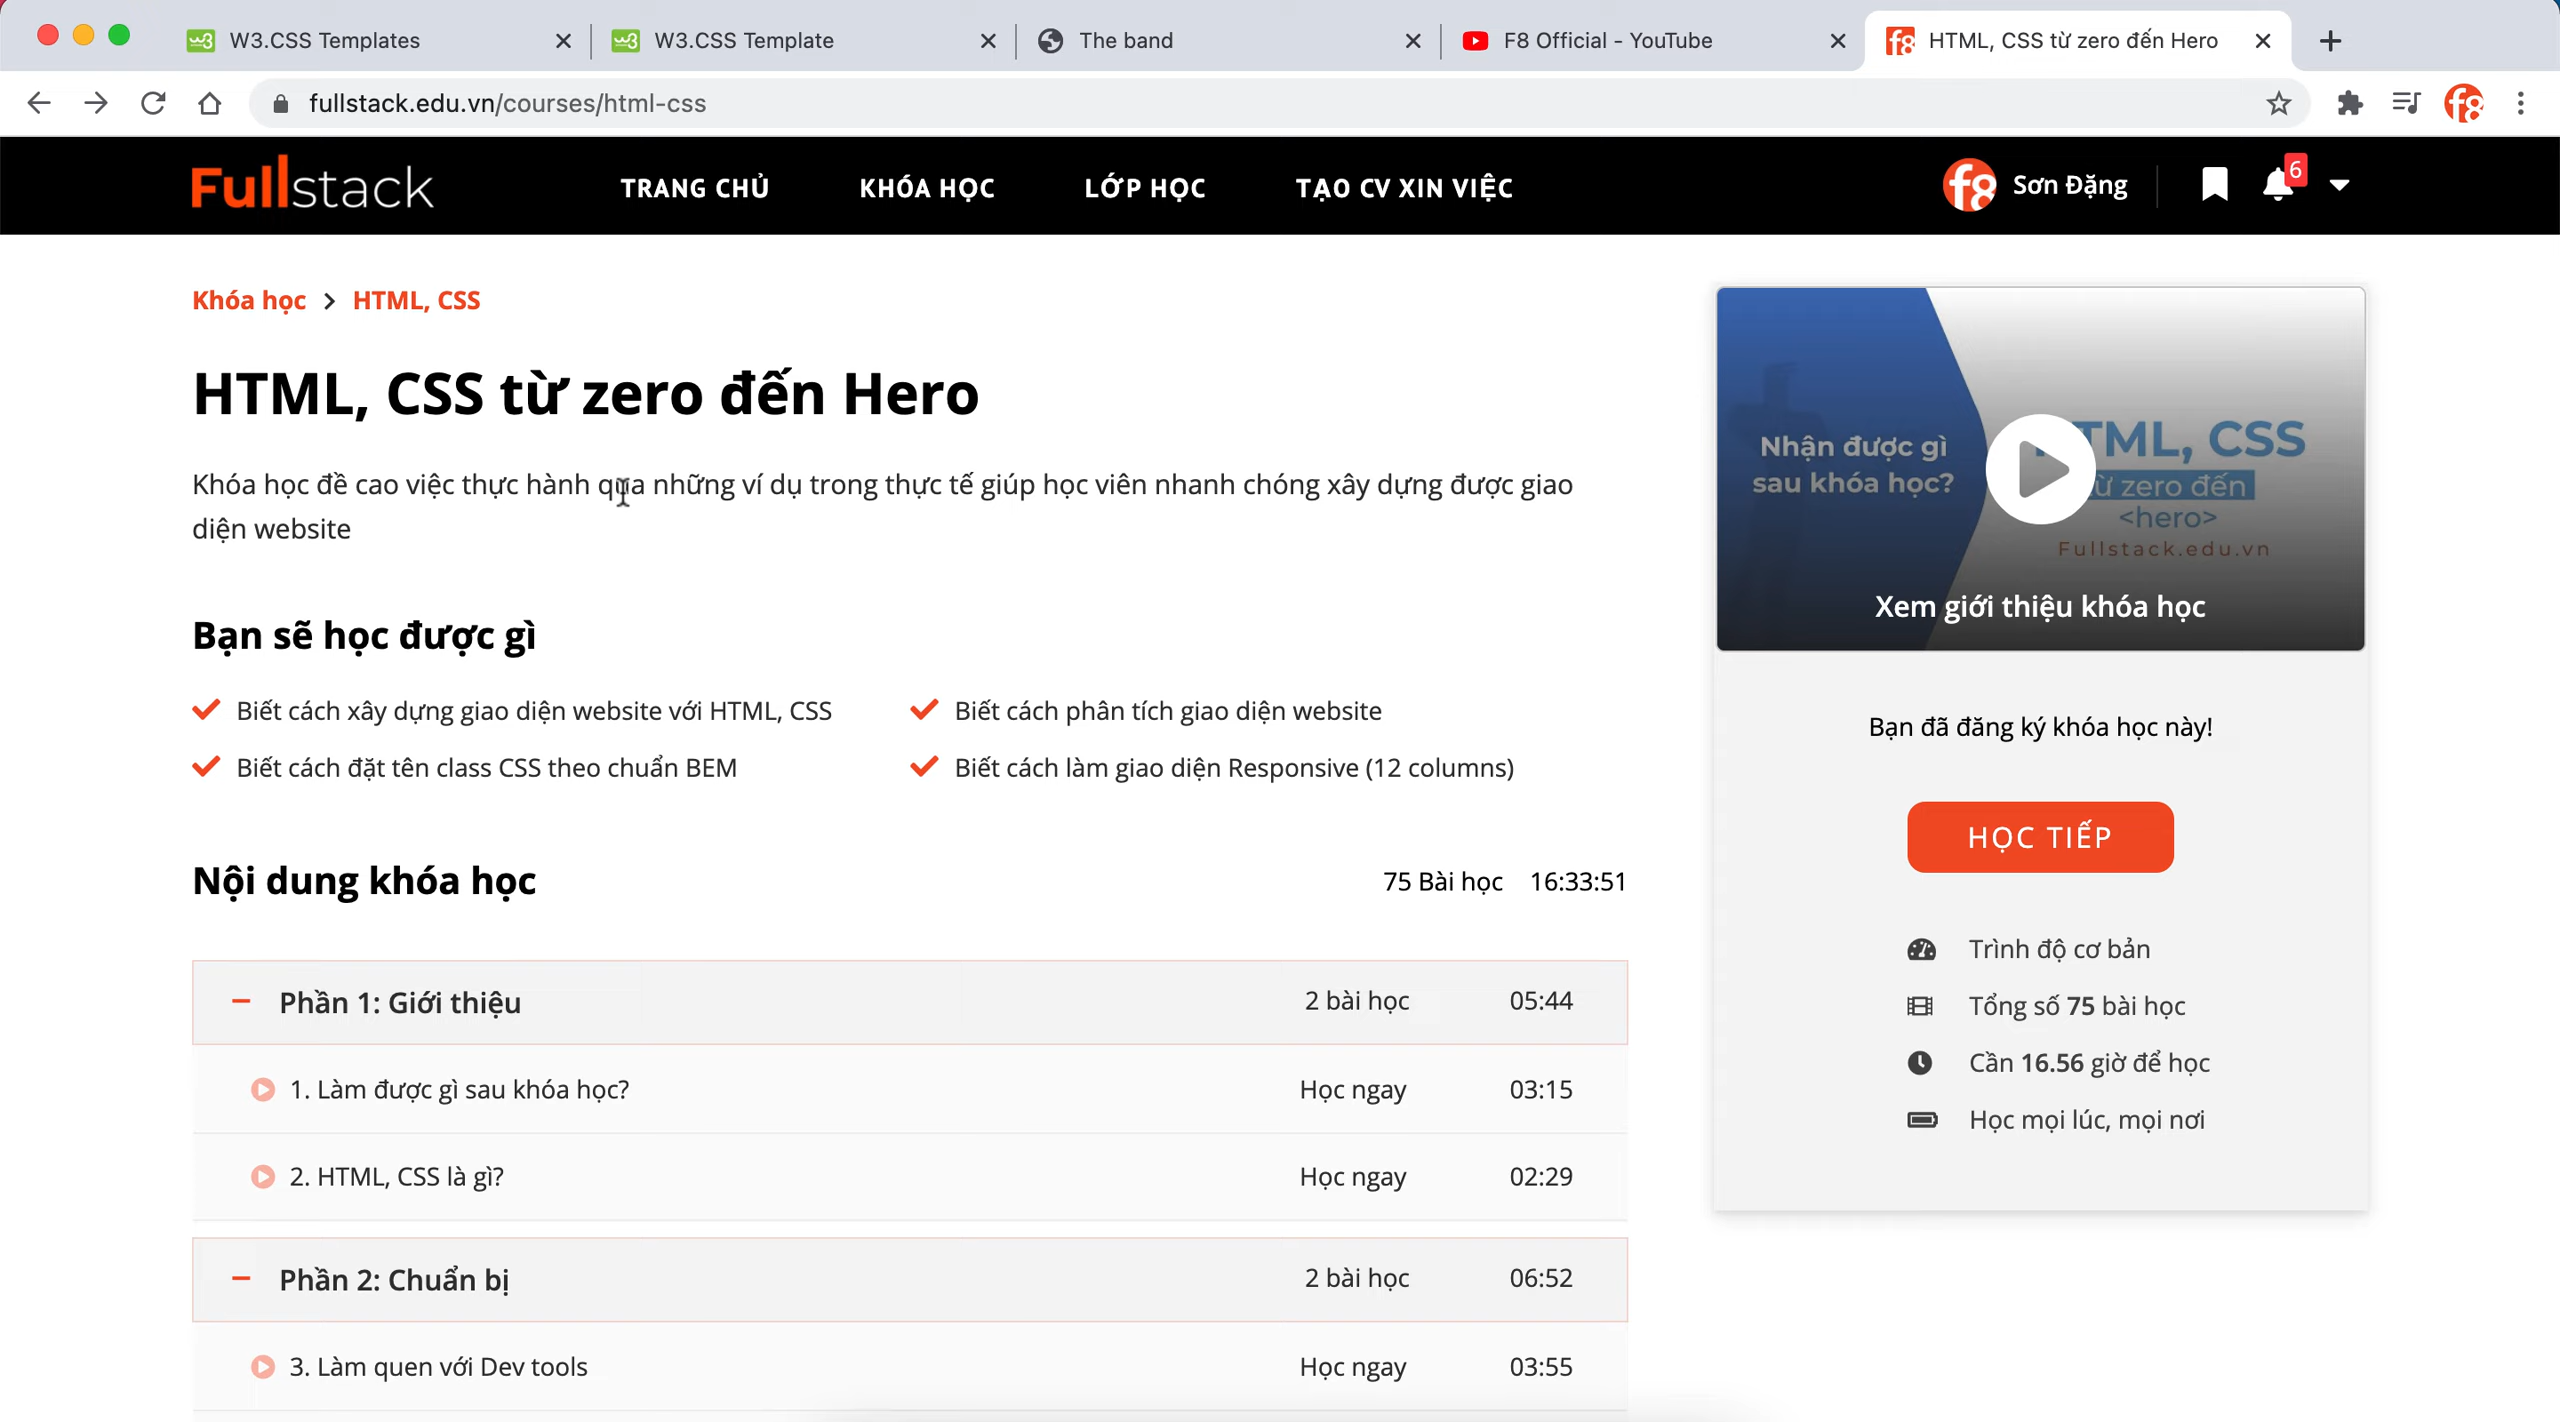 W3.CSS Templates
W3.CSS Template
The band
F8 Official - YouTube
HTML, CSS từ zero đến Hero
fullstack.edu.vn/courses/html-css
Fullstack
TRANG CHỦ
KHÓA HỌC
LỚP HỌC
TẠO CV XIN VIỆC
f8
Sơn Đặng
6
Khóa học > HTML, CSS
HTML, CSS từ zero đến Hero
Khóa học đề cao việc thực hành qua những ví dụ trong thực tế giúp học viên nhanh chóng xây dựng được giao
diện website
Bạn sẽ học được gì
Biết cách xây dựng giao diện website với HTML, CSS
Biết cách phân tích giao diện website
Biết cách đặt tên class CSS theo chuẩn BEM
Biết cách làm giao diện Responsive (12 columns)
Nội dung khóa học
75 Bài học 16:33:51
Phần 1: Giới thiệu 2 bài học 05:44
1. Làm được gì sau khóa học? Học ngay 03:15
2. HTML, CSS là gì? Học ngay 02:29
Phần 2: Chuẩn bị 2 bài học 06:52
3. Làm quen với Dev tools Học ngay 03:55
Nhận được gì
sau khóa học?
TML, CSS
ừ zero đến
<hero>
Fullstack.edu.vn
Xem giới thiệu khóa học
Bạn đã đăng ký khóa học này!
HỌC TIẾP
Trình độ cơ bản
Tổng số 75 bài học
Cần 16.56 giờ để học
Học mọi lúc, mọi nơi